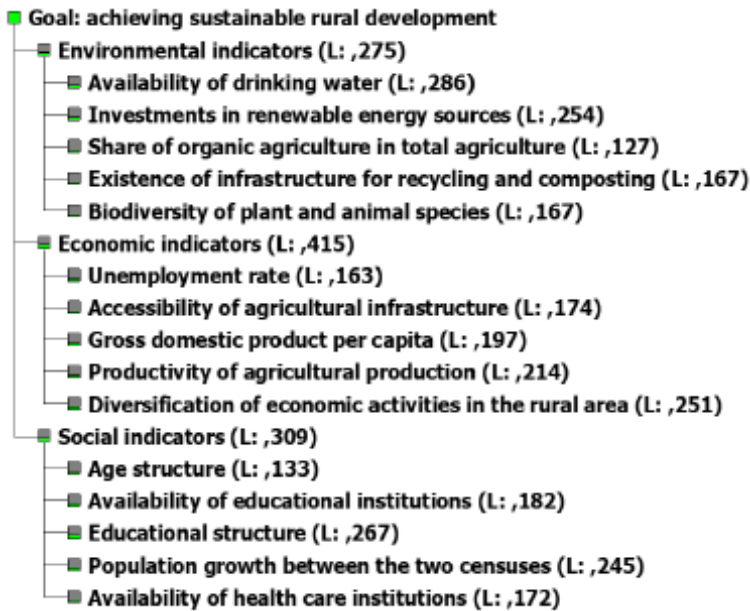 Goal: achieving sustainable rural development
Environmental indicators (L: ,275)
Availability of drinking water (L: ,286)
Investments in renewable energy sources (L: ,254)
Share of organic agriculture in total agriculture (L: ,127)
Existence of infrastructure for recycling and composting (L: ,167)
Biodiversity of plant and animal species (L: ,167)
Economic indicators (L: ,415)
Unemployment rate (L: ,163)
Accessibility of agricultural infrastructure (L: ,174)
Gross domestic product per capita (L: ,197)
Productivity of agricultural production (L: ,214)
Diversification of economic activities in the rural area (L: ,251)
Social indicators (L: ,309)
Age structure (L: ,133)
Availability of educational institutions (L: ,182)
Educational structure (L: ,267)
Population growth between the two censuses (L: ,245)
Availability of health care institutions (L: ,172)